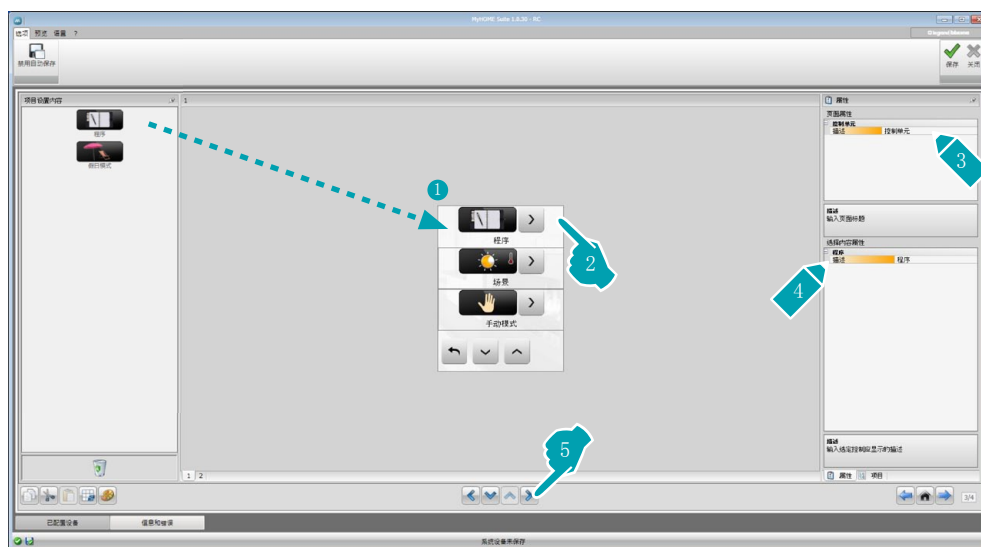 MyHOME Suite 1.0.30 - RC
选项 预览 设置 ?
禁用自动保存
保存 关闭
项目设置内容
1
属性
程序
假日模式
页面属性
控制单元
描述 控制单元
3
1
程序
2
场景
手动模式
描述
输入页面标题
选择内容属性
程序
描述 程序
4
描述
输入选定控制应显示的描述
5
1 2
属性 项目
3/4
已配置设备 信息和错误
系统设备未保存